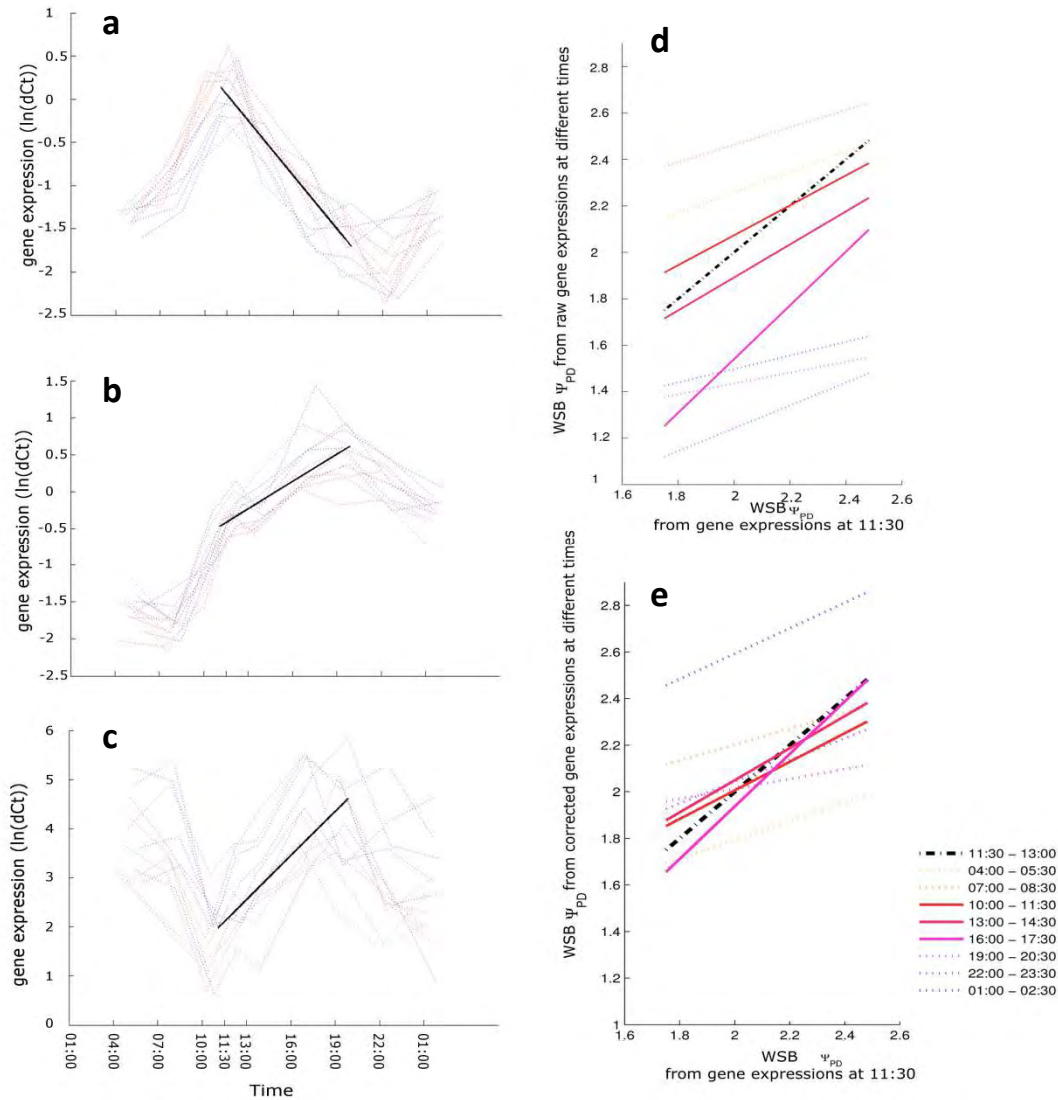 a
gene expression (ln(dCt))
1
0.5
0
-0.5
-1
-1.5
-2
-2.5
b
gene expression (ln(dCt))
1.5
1
0.5
0
-0.5
-1
-1.5
-2
-2.5
c
gene expression (ln(dCt))
6
5
4
3
2
1
0
01:00
04:00
07:00
10:00
11:30
13:00
16:00
19:00
22:00
01:00
Time
d
WSB ΨPD from raw gene expressions at different times
2.8
2.6
2.4
2.2
2
1.8
1.6
1.4
1.2
1
1.6 1.8 2 2.2 2.4 2.6
WSB ΨPD
from gene expressions at 11:30
e
WSB ΨPD from corrected gene expressions at different times
2.8
2.6
2.4
2.2
2
1.8
1.6
1.4
1.2
1
1.6 1.8 2 2.2 2.4 2.6
WSB ΨPD
from gene expressions at 11:30
11:30 – 13:00
04:00 – 05:30
07:00 – 08:30
10:00 – 11:30
13:00 – 14:30
16:00 – 17:30
19:00 – 20:30
22:00 – 23:30
01:00 – 02:30